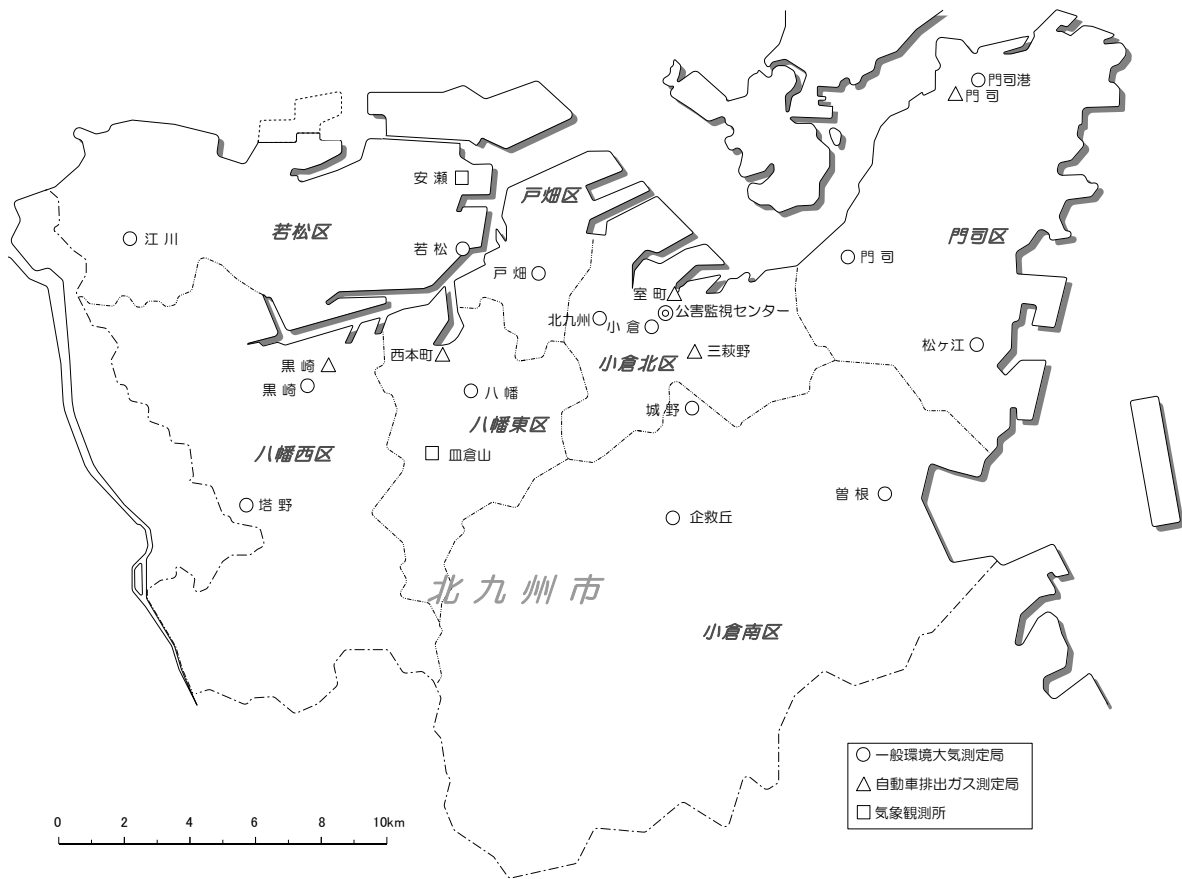 門司港
門 司
安 瀬
戸畑区
若松区
江 川
若 松
門司区
門 司
戸 畑
室 町
公害監視センター
北九州
小 倉
松ヶ江
西本町
三萩野
小倉北区
黒 崎
黒 崎
八 幡
城 野
八幡東区
八幡西区
皿倉山
曽 根
塔 野
企救丘
北九州市
小倉南区
一般環境大気測定局
自動車排出ガス測定局
気象観測所
0 2 4 6 8 10km